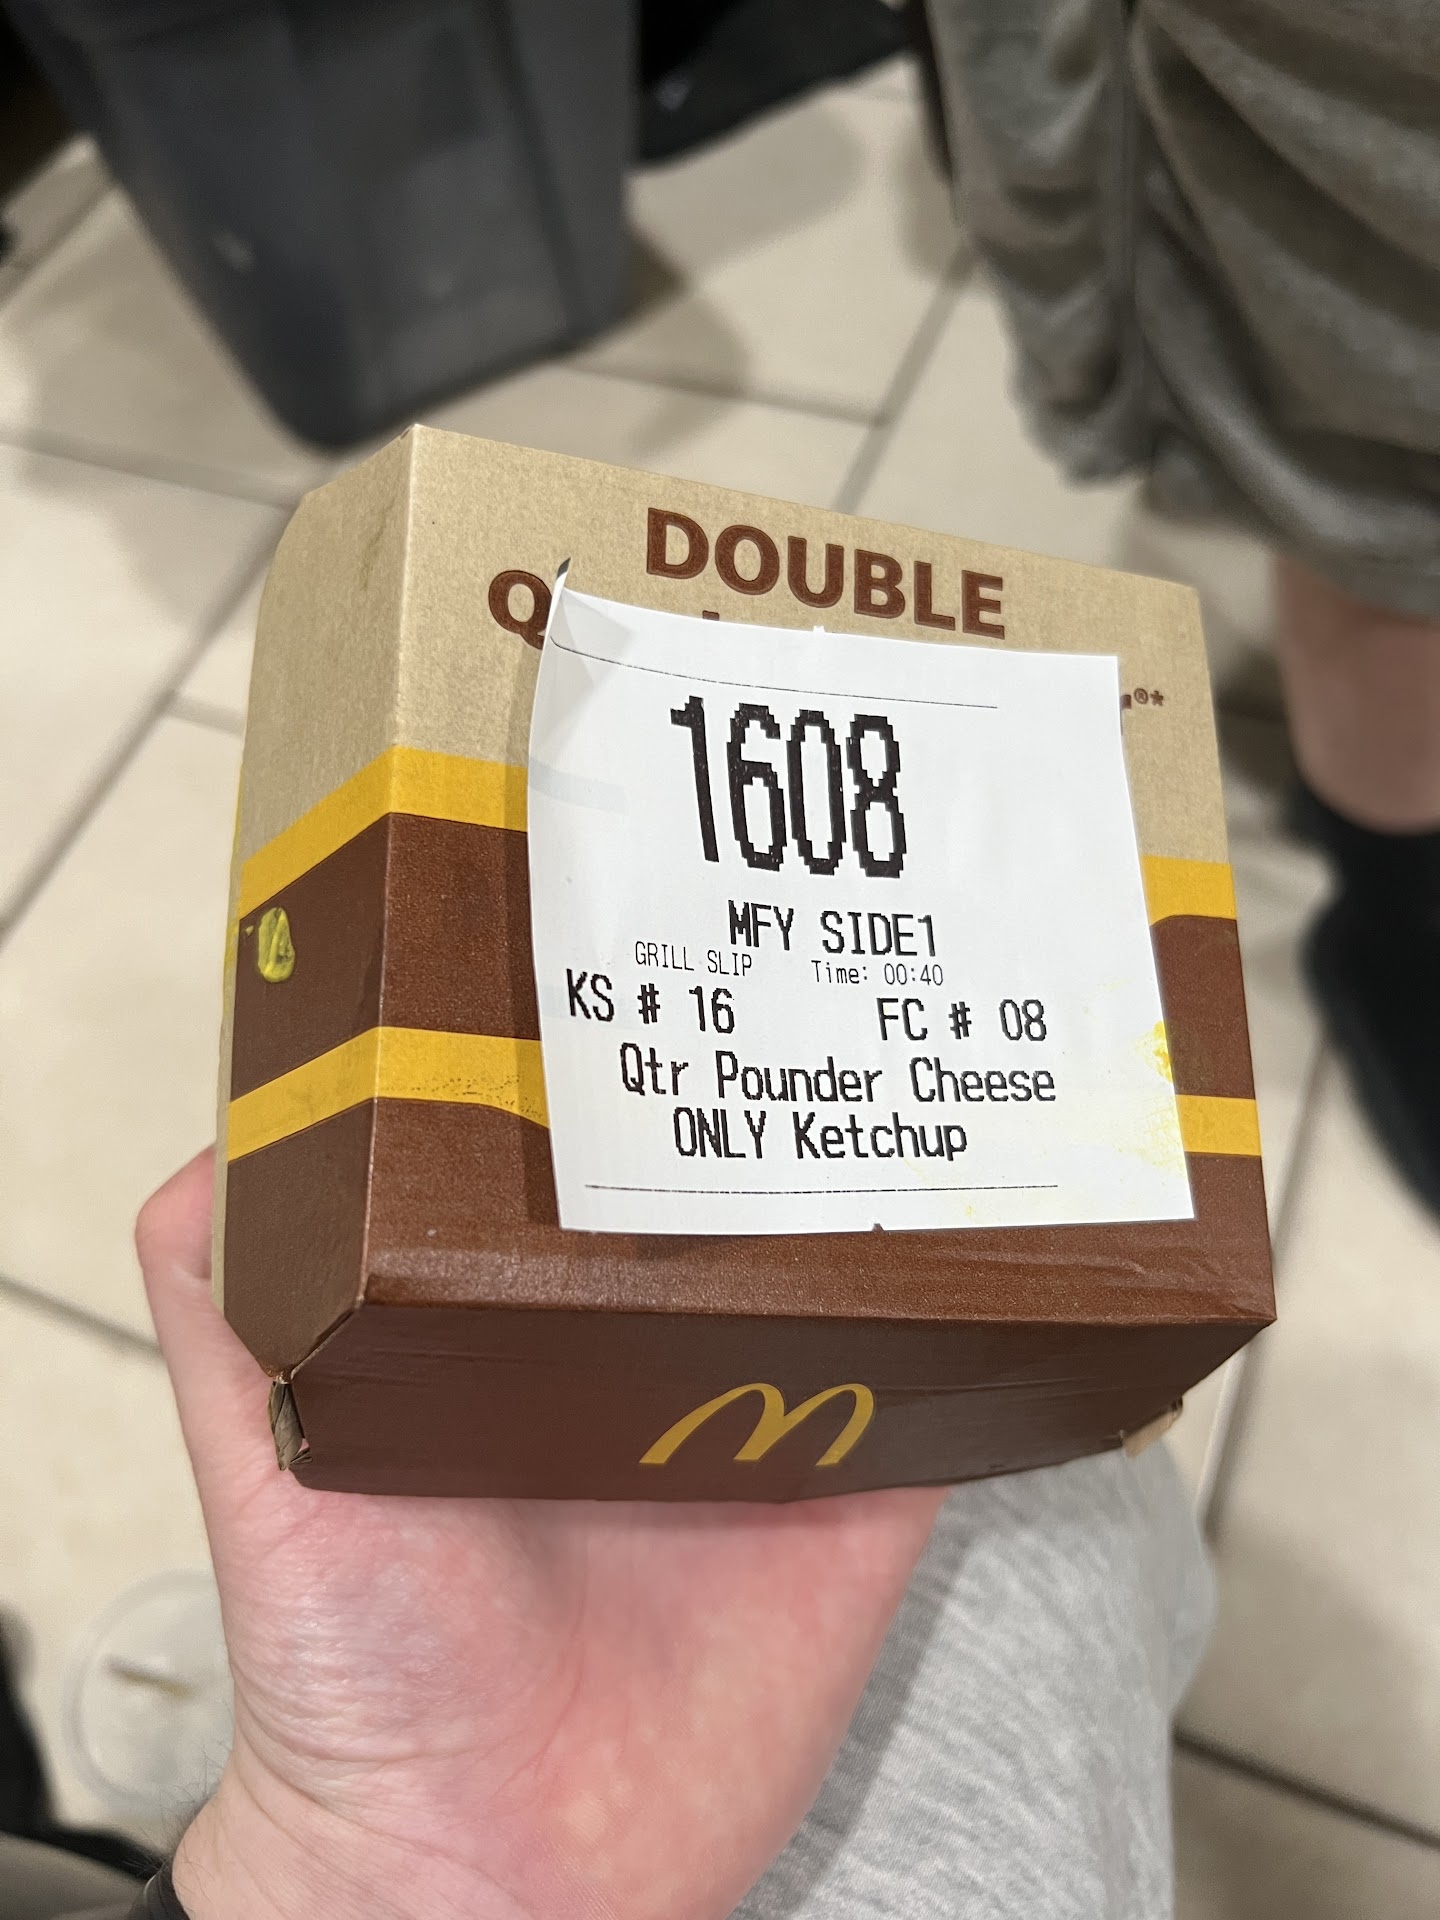 DOUBLE
®*
1608
MFY SIDE1
GRILL SLIP Time: 00:40
KS # 16 FC # 08
Qtr Pounder Cheese
ONLY Ketchup